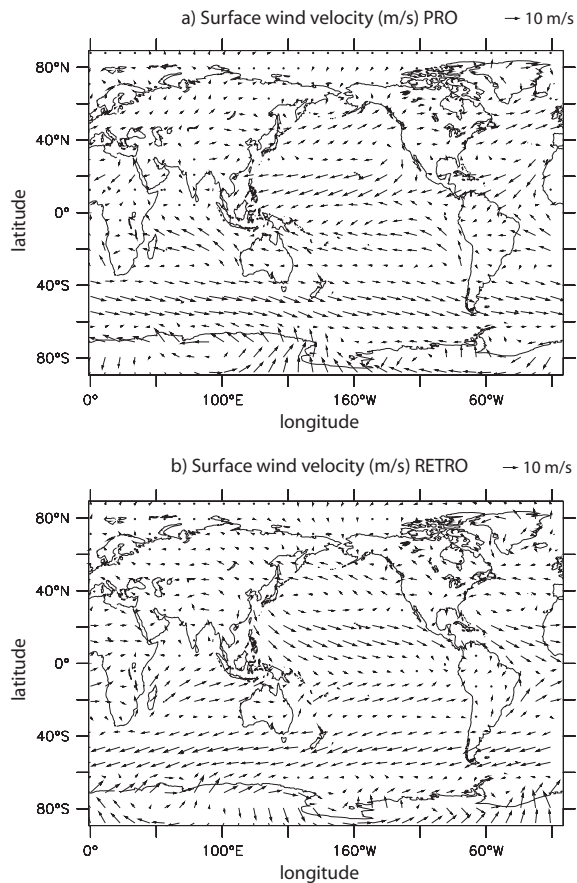 a) Surface wind velocity (m/s) PRO → 10 m/s
80°N
40°N
0°
40°S
80°S
latitude
0° 100°E 160°W 60°W
longitude
b) Surface wind velocity (m/s) RETRO → 10 m/s
80°N
40°N
0°
40°S
80°S
latitude
0° 100°E 160°W 60°W
longitude